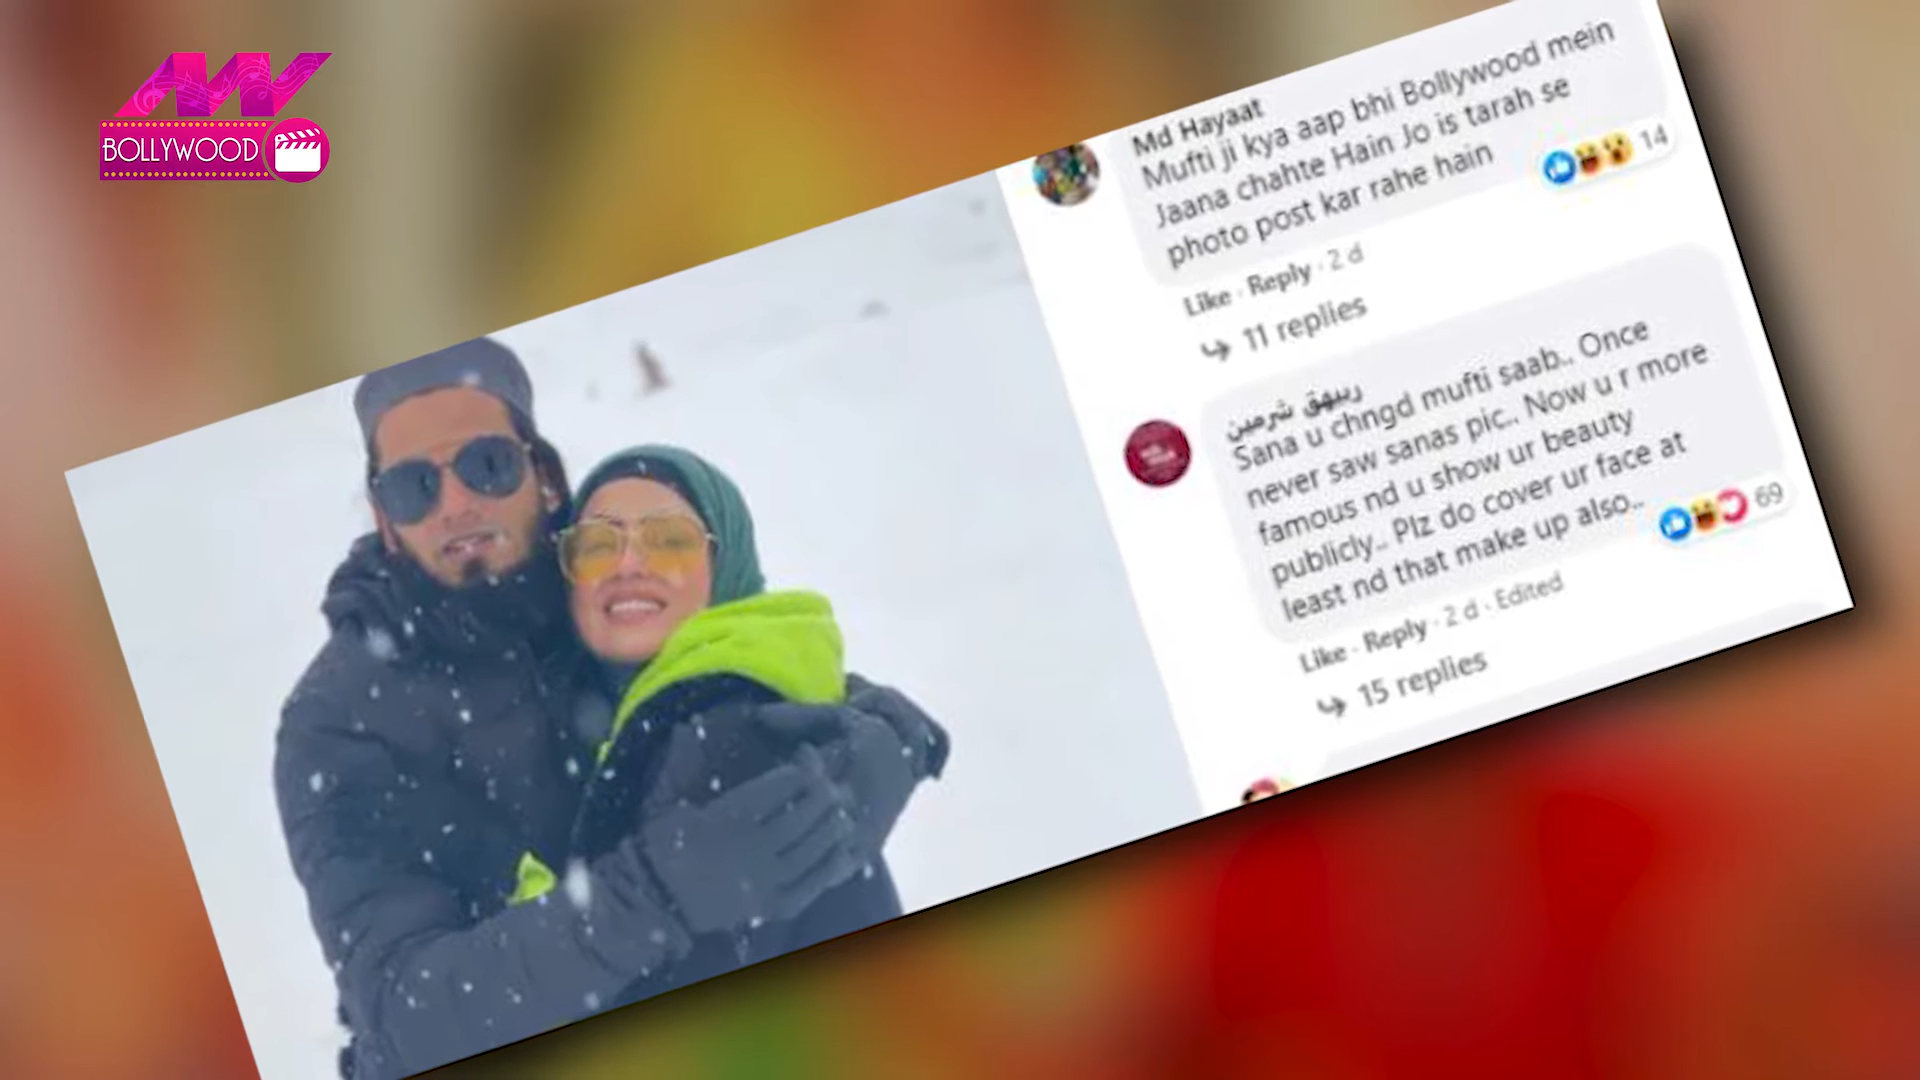 BOLLYWOOD
Md Hayaat
Mufti ji kya aap bhi Bollywood mein
Jaana chahte Hain Jo is tarah se
photo post kar rahe hain
14
Like · Reply · 2 d
11 replies
شرمین
Sana u chngd mufti saab.. Once
never saw sanas pic.. Now u r more
famous nd u show ur beauty
publicly.. Plz do cover ur face at
least nd that make up also..
69
Like · Reply · 2 d · Edited
15 replies